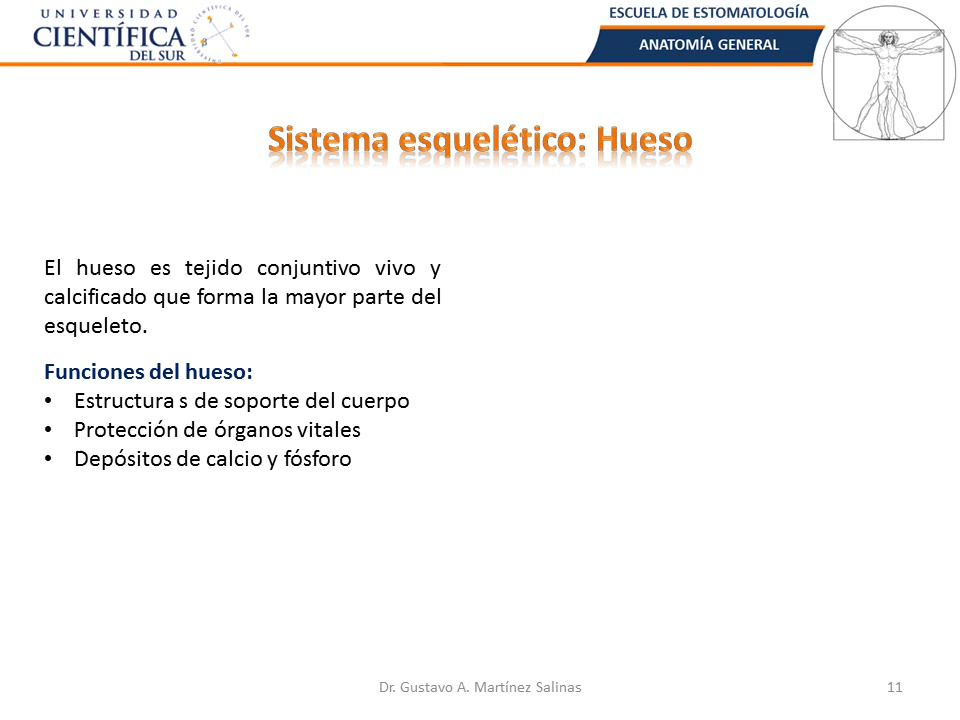 UNIVERSIDAD
CIENTÍFICA
DEL SUR
ESCUELA DE ESTOMATOLOGÍA
ANATOMÍA GENERAL
Sistema esquelético: Hueso
El hueso es tejido conjuntivo vivo y
calcificado que forma la mayor parte del
esqueleto.
Funciones del hueso:
• Estructura s de soporte del cuerpo
• Protección de órganos vitales
• Depósitos de calcio y fósforo
Dr. Gustavo A. Martínez Salinas
11